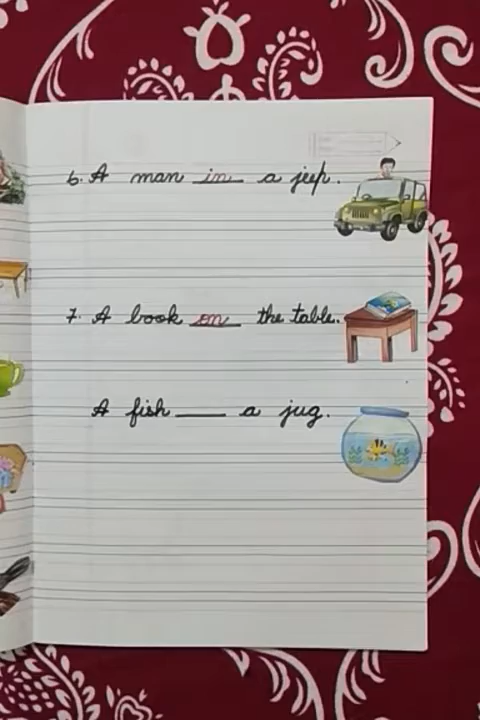 6. A man in a jeep.
7. A book on the table.
A fish ___ a jug.